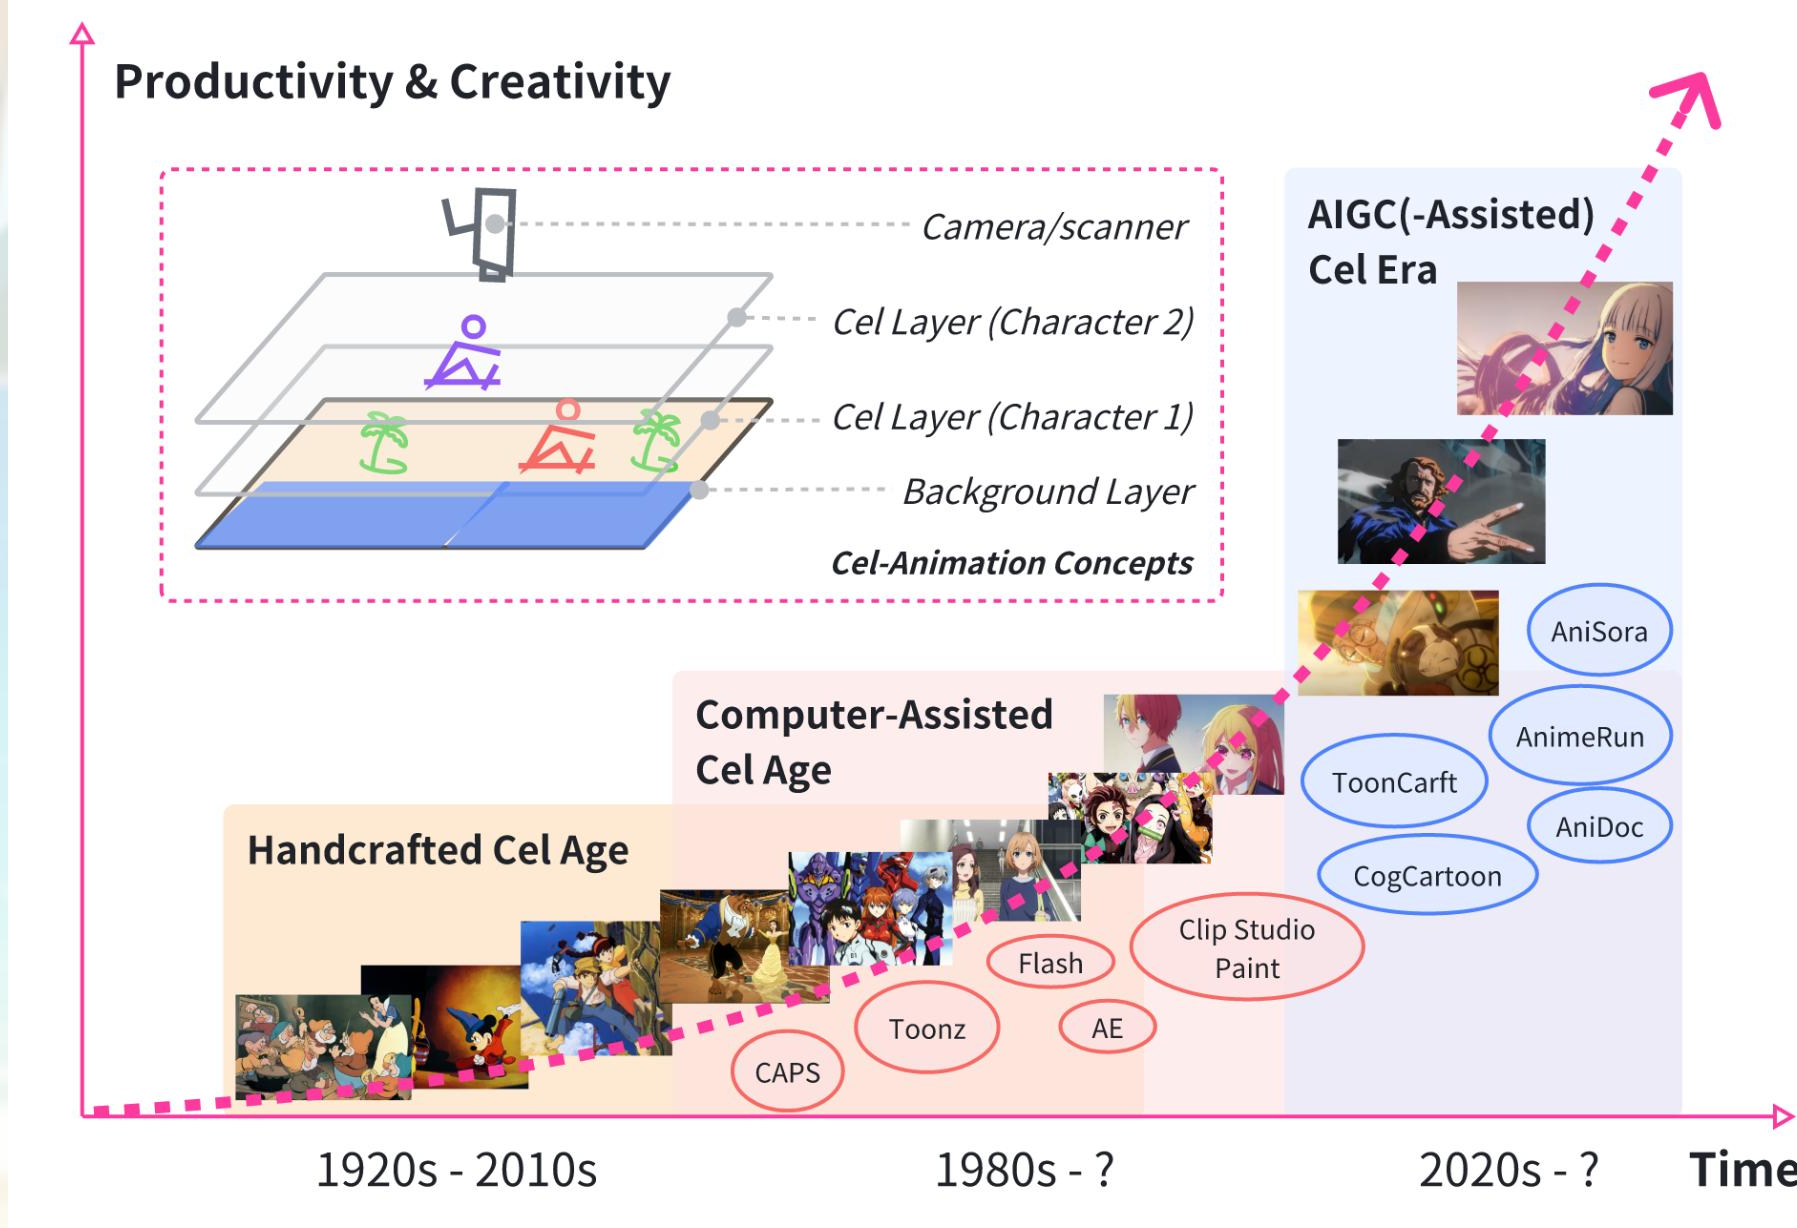 Productivity & Creativity
Camera/scanner
Cel Layer (Character 2)
Cel Layer (Character 1)
Background Layer
Cel-Animation Concepts
AIGC(-Assisted)
Cel Era
AniSora
AnimeRun
ToonCarft
AniDoc
CogCartoon
Computer-Assisted
Cel Age
Clip Studio
Paint
Flash
AE
Toonz
CAPS
Handcrafted Cel Age
1920s - 2010s
1980s - ?
2020s - ?
Time